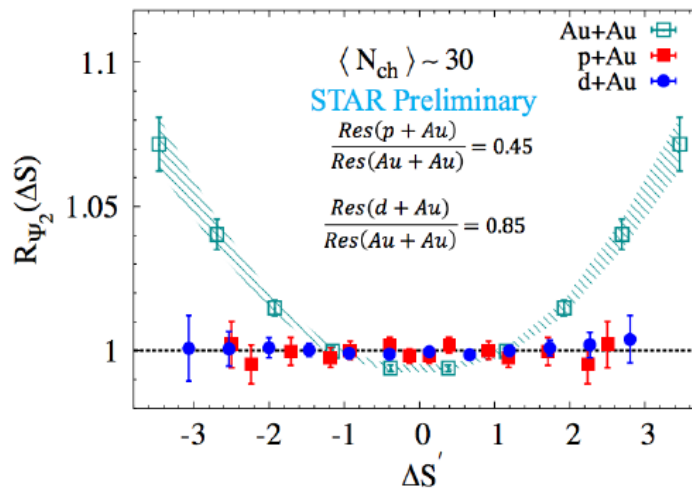 Au+Au
p+Au
d+Au
⟨ N_ch ⟩ ~ 30
STAR Preliminary
Res(p + Au)/Res(Au + Au) = 0.45
Res(d + Au)/Res(Au + Au) = 0.85
R_Ψ₂(ΔS)
1.1
1.05
1
-3 -2 -1 0 1 2 3
ΔS′